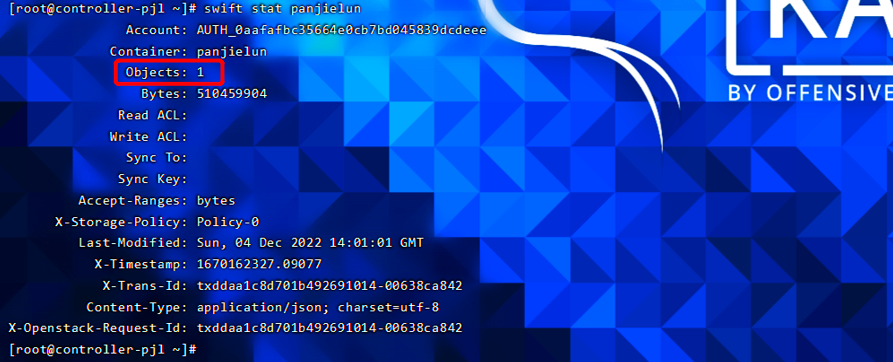 [root@controller-pjl ~]# swift stat panjielun
Account: AUTH_0aafafbc35664e0cb7bd045839dcdeee
Container: panjielun
Objects: 1
Bytes: 510459904
Read ACL:
Write ACL:
Sync To:
Sync Key:
Accept-Ranges: bytes
X-Storage-Policy: Policy-0
Last-Modified: Sun, 04 Dec 2022 14:01:01 GMT
X-Timestamp: 1670162327.09077
X-Trans-Id: txddaa1c8d701b492691014-00638ca842
Content-Type: application/json; charset=utf-8
X-Openstack-Request-Id: txddaa1c8d701b492691014-00638ca842
[root@controller-pjl ~]#
KA
BY OFFENSIVE